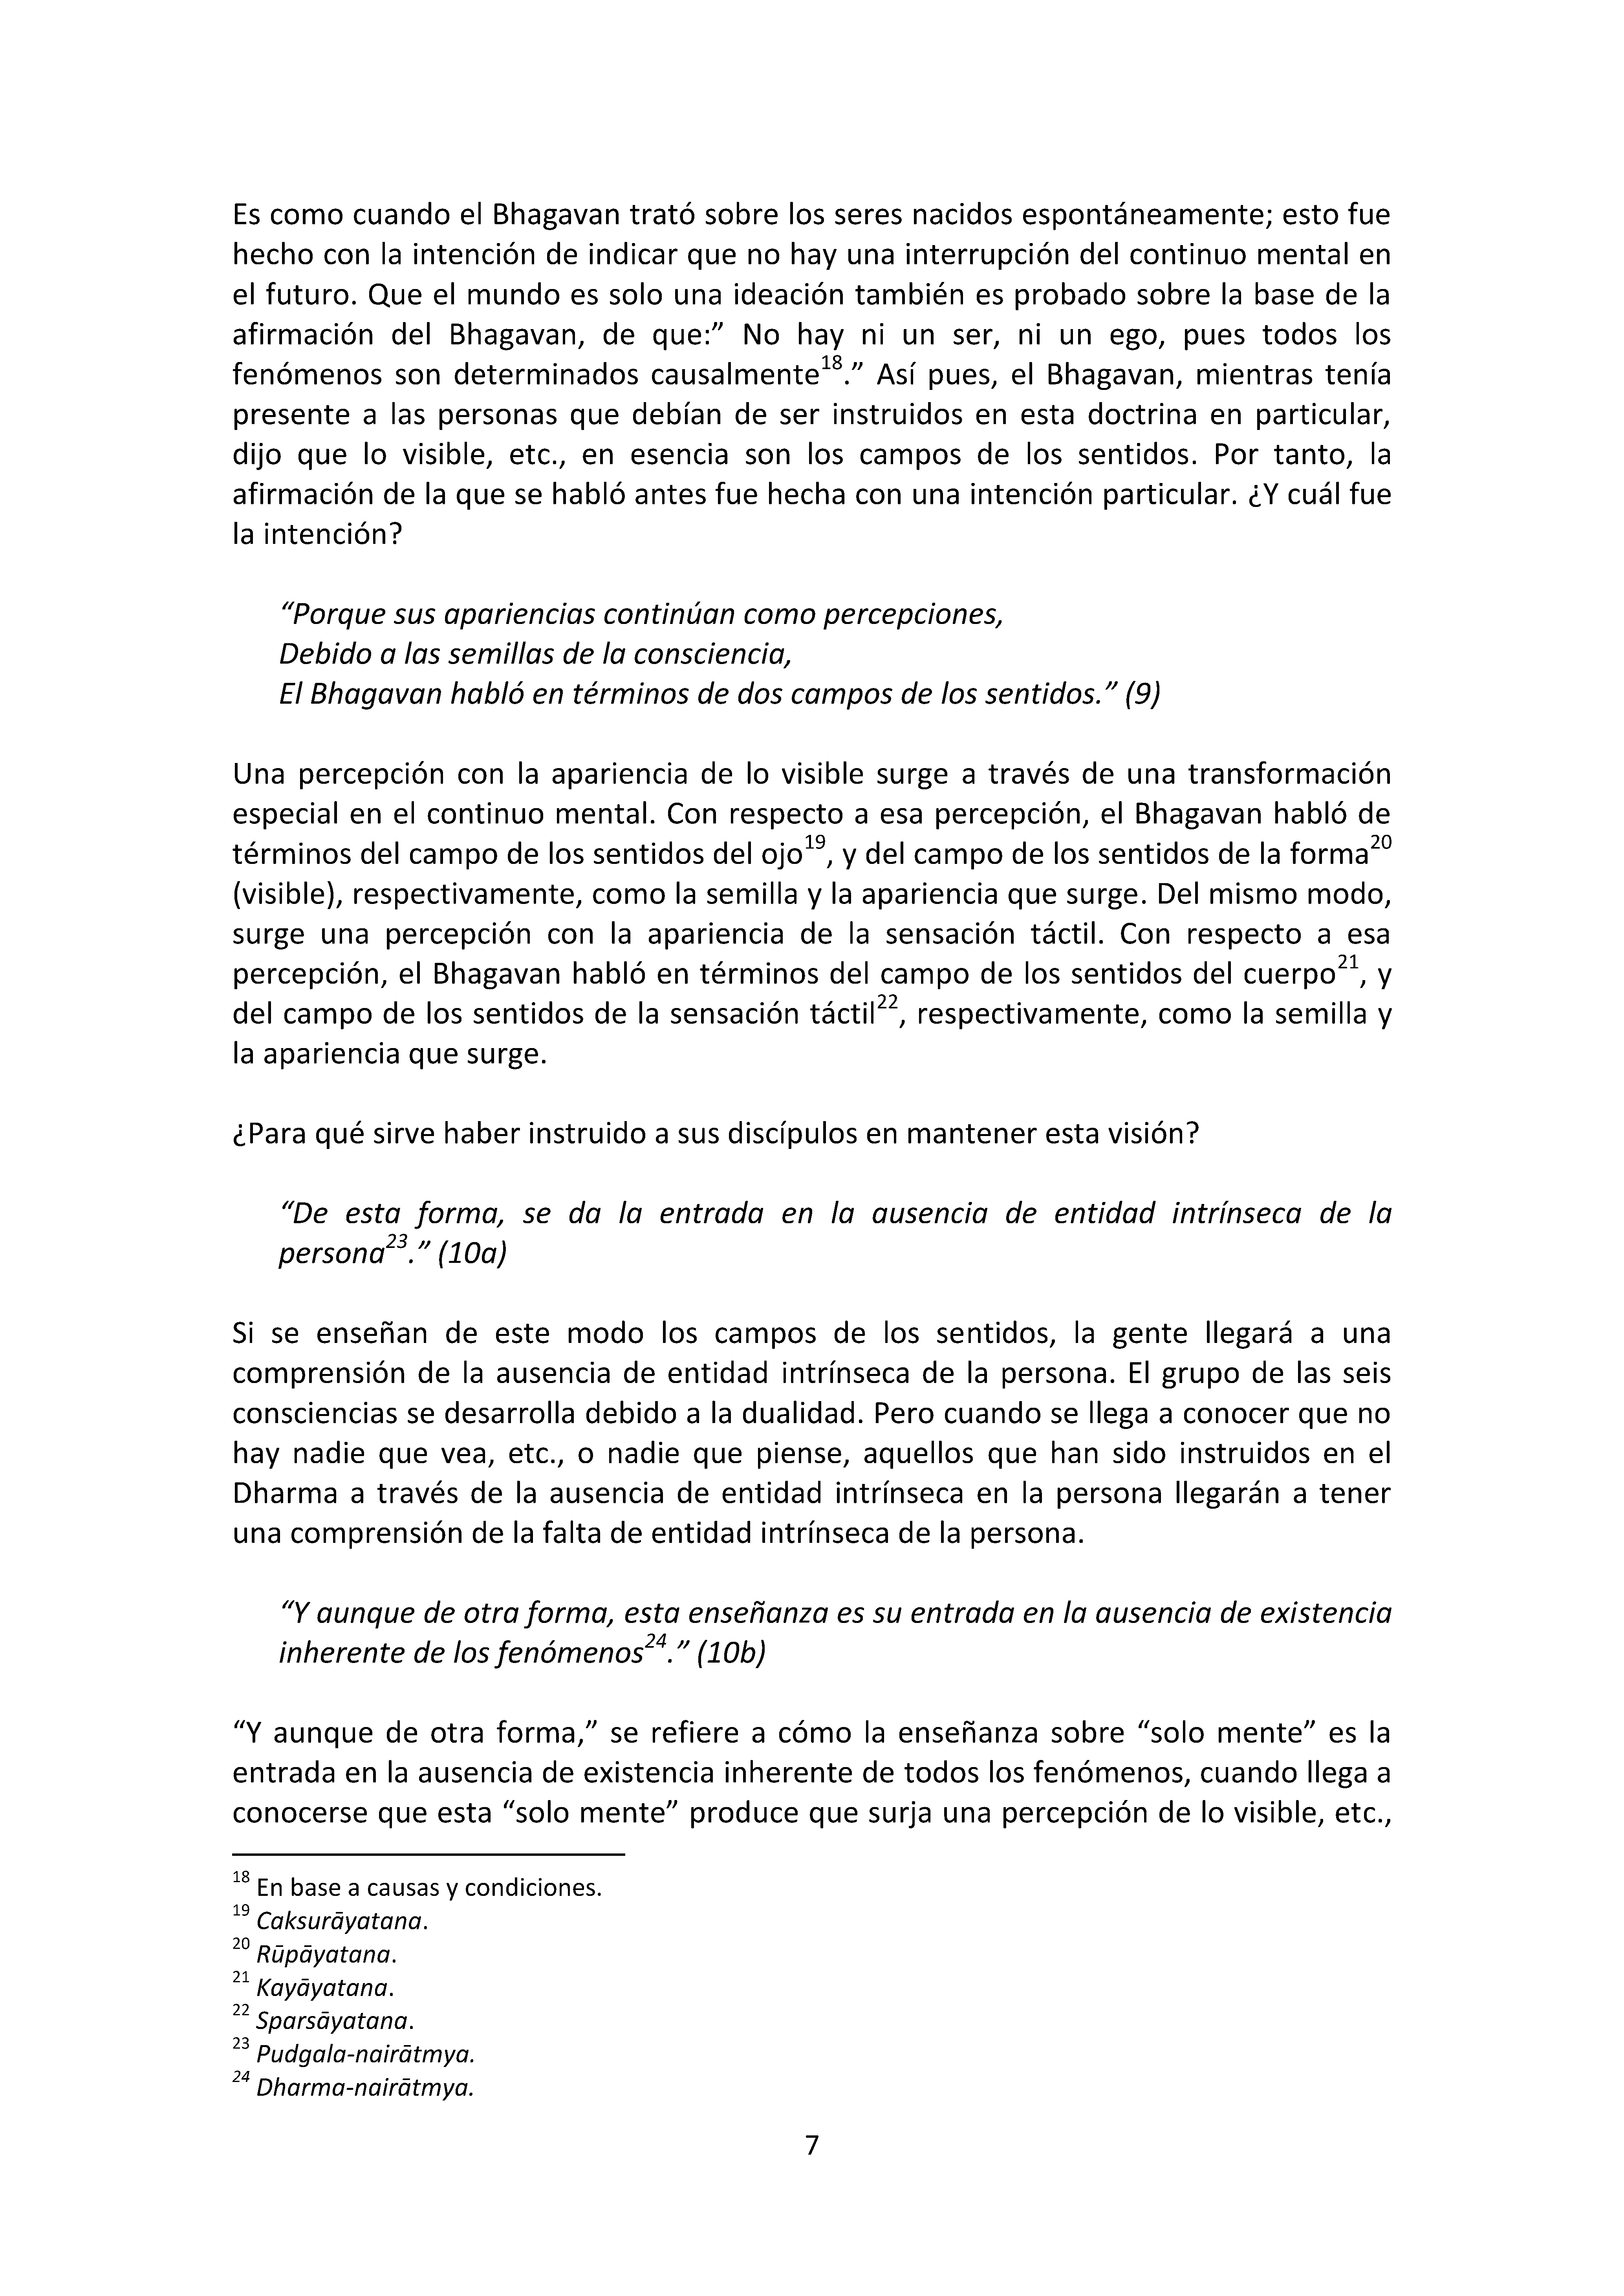 Es como cuando el Bhagavan trató sobre los seres nacidos espontáneamente; esto fue
hecho con la intención de indicar que no hay una interrupción del continuo mental en
el futuro. Que el mundo es solo una ideación también es probado sobre la base de la
afirmación del Bhagavan, de que:” No hay ni un ser, ni un ego, pues todos los
fenómenos son determinados causalmente18.” Así pues, el Bhagavan, mientras tenía
presente a las personas que debían de ser instruidos en esta doctrina en particular,
dijo que lo visible, etc., en esencia son los campos de los sentidos. Por tanto, la
afirmación de la que se habló antes fue hecha con una intención particular. ¿Y cuál fue
la intención?
“Porque sus apariencias continúan como percepciones,
Debido a las semillas de la consciencia,
El Bhagavan habló en términos de dos campos de los sentidos.” (9)
Una percepción con la apariencia de lo visible surge a través de una transformación
especial en el continuo mental. Con respecto a esa percepción, el Bhagavan habló de
términos del campo de los sentidos del ojo19, y del campo de los sentidos de la forma20
(visible), respectivamente, como la semilla y la apariencia que surge. Del mismo modo,
surge una percepción con la apariencia de la sensación táctil. Con respecto a esa
percepción, el Bhagavan habló en términos del campo de los sentidos del cuerpo21, y
del campo de los sentidos de la sensación táctil22, respectivamente, como la semilla y
la apariencia que surge.
¿Para qué sirve haber instruido a sus discípulos en mantener esta visión?
“De esta forma, se da la entrada en la ausencia de entidad intrínseca de la
persona23.” (10a)
Si se enseñan de este modo los campos de los sentidos, la gente llegará a una
comprensión de la ausencia de entidad intrínseca de la persona. El grupo de las seis
consciencias se desarrolla debido a la dualidad. Pero cuando se llega a conocer que no
hay nadie que vea, etc., o nadie que piense, aquellos que han sido instruidos en el
Dharma a través de la ausencia de entidad intrínseca en la persona llegarán a tener
una comprensión de la falta de entidad intrínseca de la persona.
“Y aunque de otra forma, esta enseñanza es su entrada en la ausencia de existencia
inherente de los fenómenos24.” (10b)
“Y aunque de otra forma,” se refiere a cómo la enseñanza sobre “solo mente” es la
entrada en la ausencia de existencia inherente de todos los fenómenos, cuando llega a
conocerse que esta “solo mente” produce que surja una percepción de lo visible, etc.,
18 En base a causas y condiciones.
19 Caksurāyatana.
20 Rūpāyatana.
21 Kayāyatana.
22 Sparsāyatana.
23 Pudgala-nairātmya.
24 Dharma-nairātmya.
7